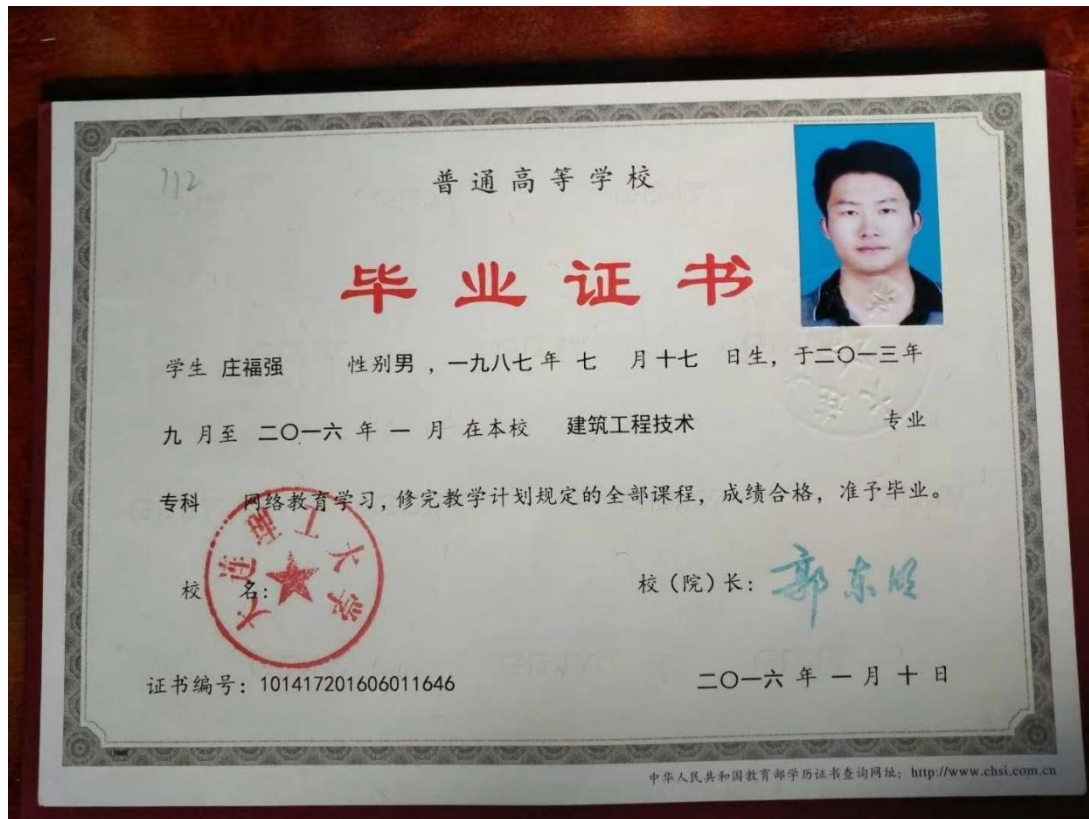 112
普通高等学校
毕业证书
学生 庄福强 性别男 ，一九八七年 七 月十七 日生，于二〇一三年
九 月至 二〇一六 年 一 月 在本校 建筑工程技术 专业
专科 网络教育学习，修完教学计划规定的全部课程，成绩合格，准予毕业。
大连理工大学
校 名：
校（院）长：郭东明
证书编号：101417201606011646
二〇一六 年 一 月 十 日
中华人民共和国教育部学历证书查询网址：http://www.chsi.com.cn